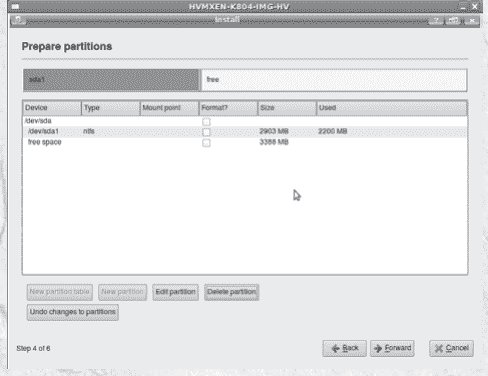 HVMXEN-K804-IMG-HV
Install
Prepare partitions
sda1 free
Device Type Mount point Format? Size Used
/dev/sda
/dev/sda1 ntfs 2903 MB 2200 MB
free space 3388 MB
New partition table New partition Edit partition Delete partition
Undo changes to partitions
Step 4 of 6 Back Forward Cancel